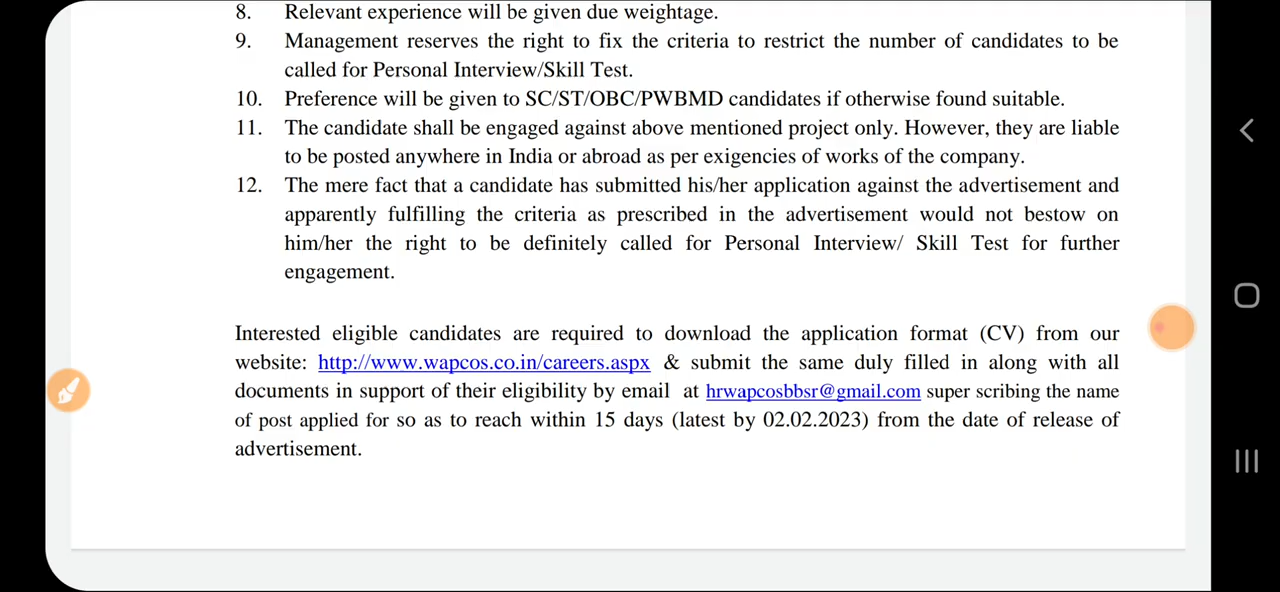 8. Relevant experience will be given due weightage.
9. Management reserves the right to fix the criteria to restrict the number of candidates to be
called for Personal Interview/Skill Test.
10. Preference will be given to SC/ST/OBC/PWBMD candidates if otherwise found suitable.
11. The candidate shall be engaged against above mentioned project only. However, they are liable
to be posted anywhere in India or abroad as per exigencies of works of the company.
12. The mere fact that a candidate has submitted his/her application against the advertisement and
apparently fulfilling the criteria as prescribed in the advertisement would not bestow on
him/her the right to be definitely called for Personal Interview/ Skill Test for further
engagement.
Interested eligible candidates are required to download the application format (CV) from our
website: http://www.wapcos.co.in/careers.aspx & submit the same duly filled in along with all
documents in support of their eligibility by email at hrwapcosbbsr@gmail.com super scribing the name
of post applied for so as to reach within 15 days (latest by 02.02.2023) from the date of release of
advertisement.